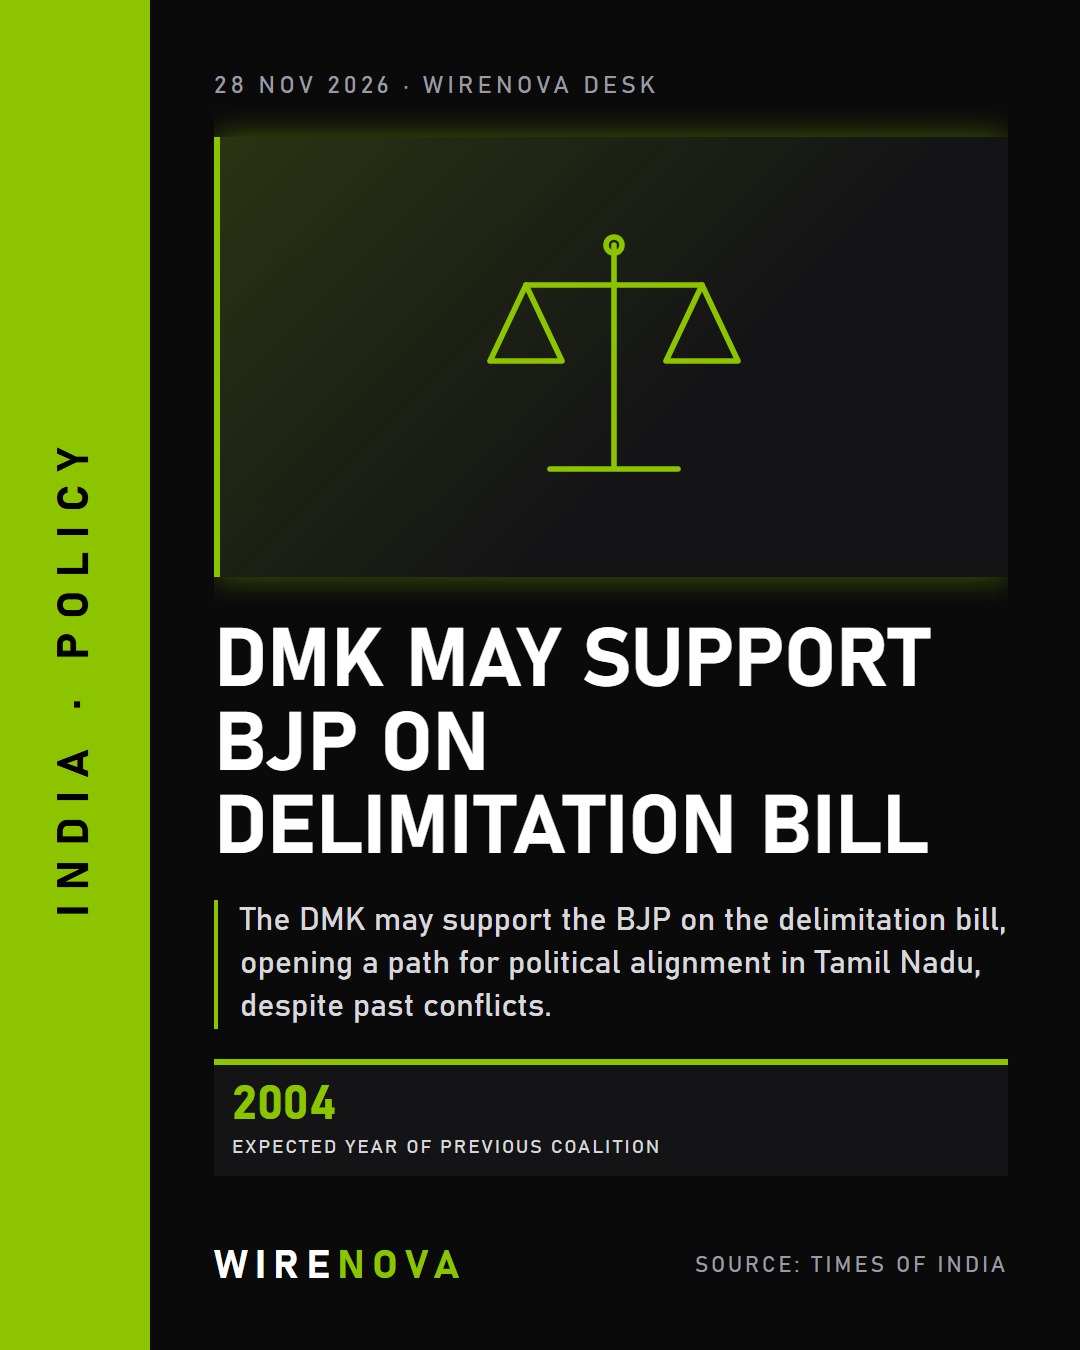 28 NOV 2026 · WIRENOVA DESK
INDIA · POLICY
DMK MAY SUPPORT
BJP ON
DELIMITATION BILL
The DMK may support the BJP on the delimitation bill,
opening a path for political alignment in Tamil Nadu,
despite past conflicts.
2004
EXPECTED YEAR OF PREVIOUS COALITION
WIRENOVA
SOURCE: TIMES OF INDIA